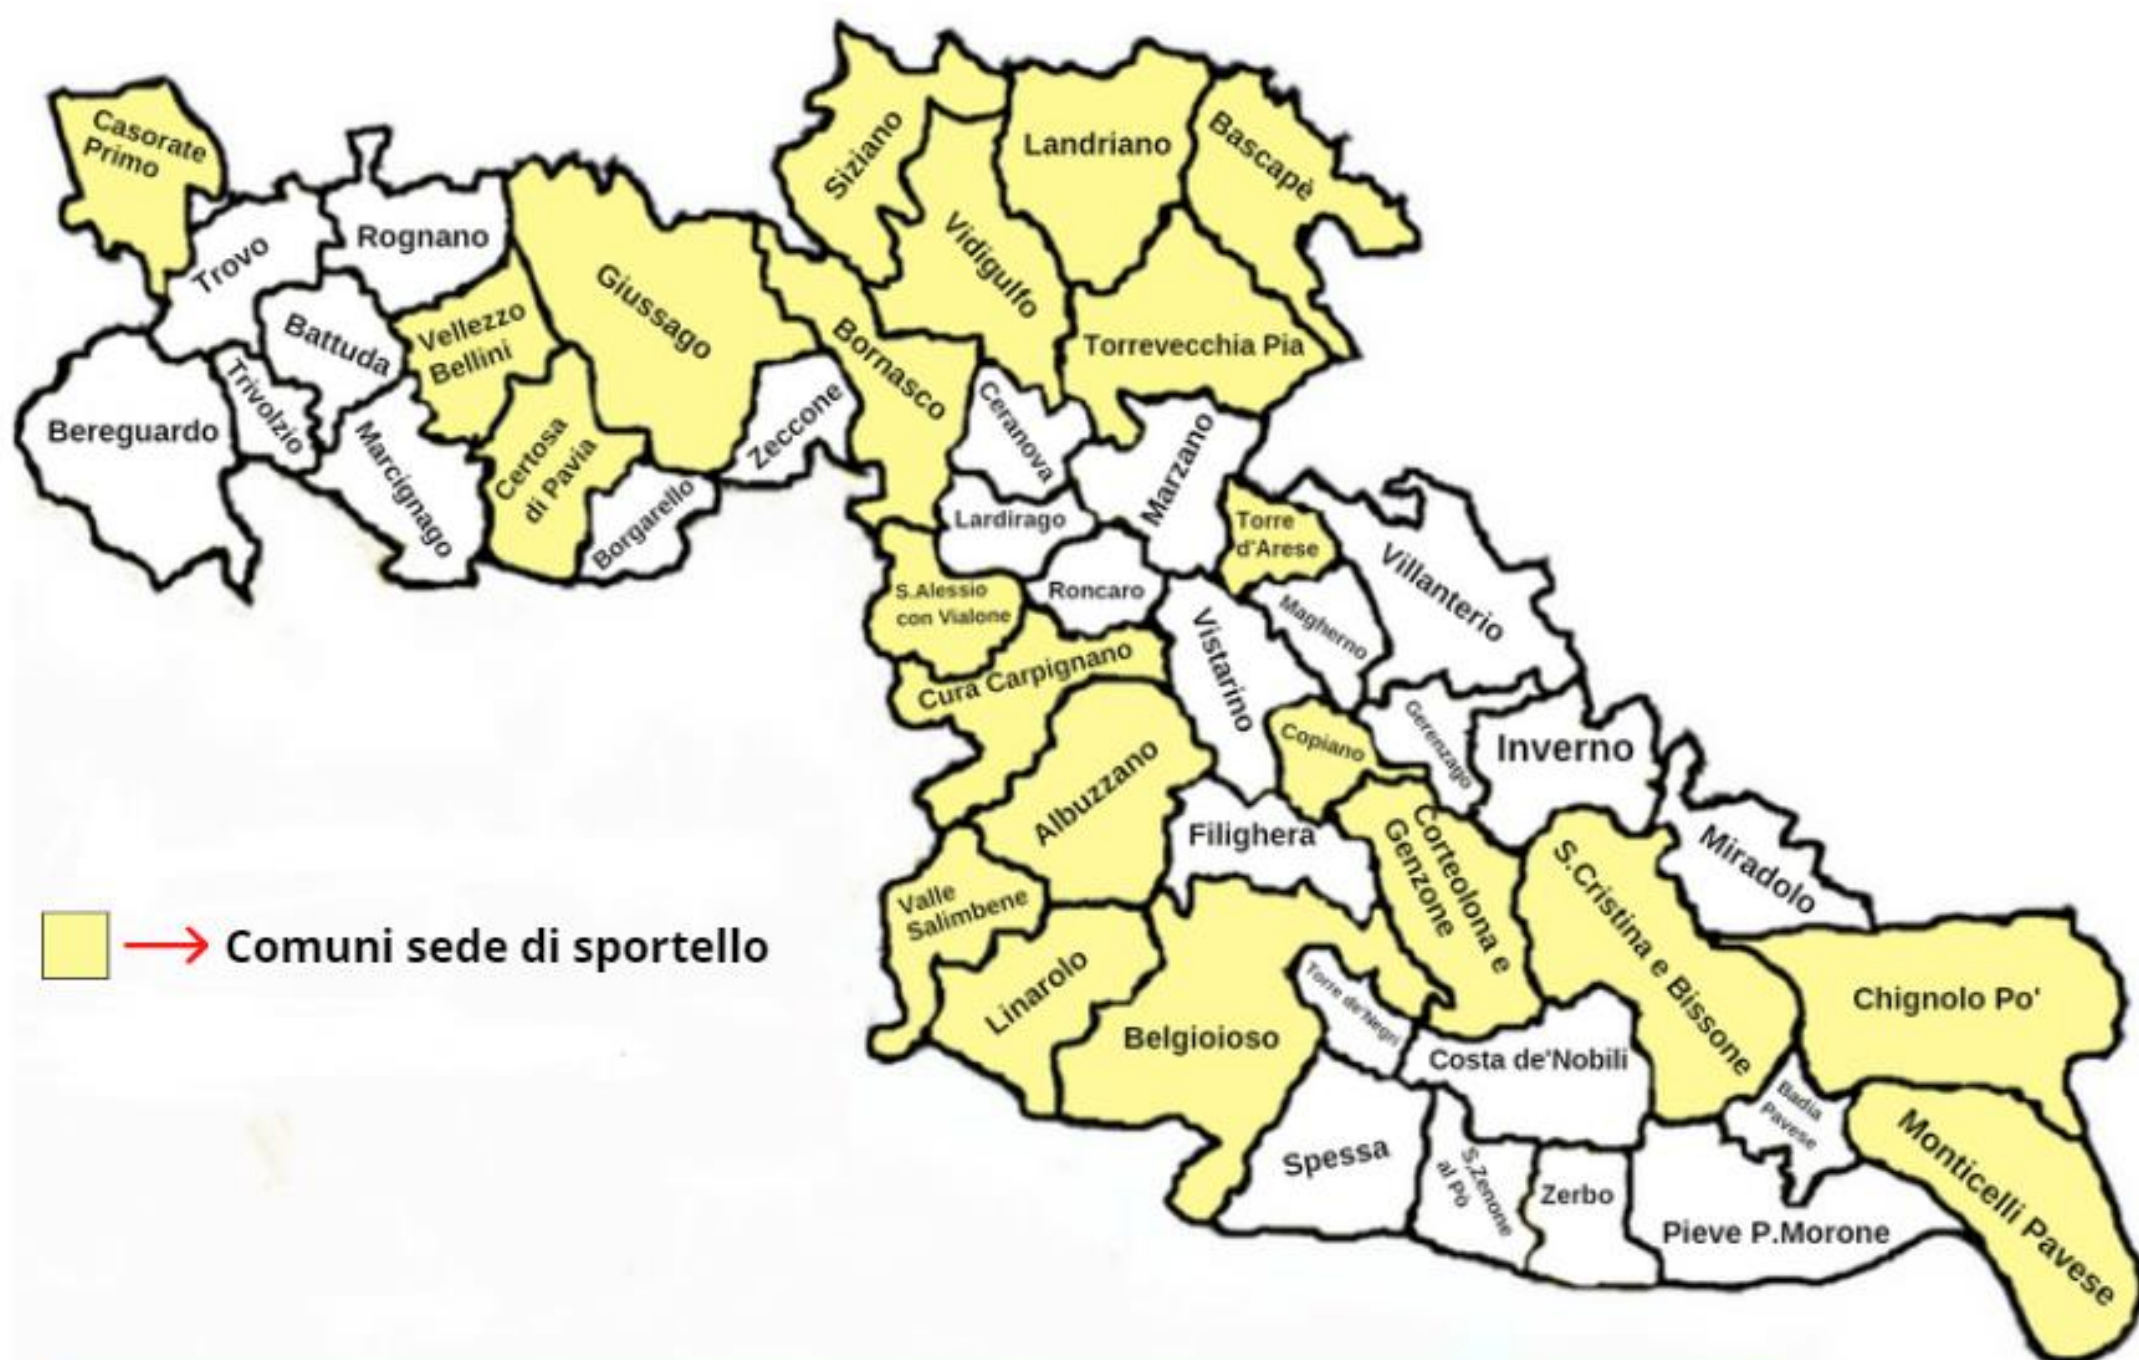 Casorate
Primo
Siziano
Landriano
Bascapè
Rognano
Trovo
Giussago
Vidigulfo
Battuda
Vellezzo
Bellini
Bornasco
Torrevecchia Pia
Bereguardo
Trivolzio
Marcignago
Certosa
di Pavia
Zeccone
Ceranova
Marzano
Borgarello
Lardirago
Torre
d'Arese
Villanterio
S.Alessio
con Vialone
Roncaro
Magherno
Vistarino
Cura Carpignano
Copiano
Gerenzago
Inverno
Albuzzano
Filighera
Corteolona e
Genzone
S.Cristina e Bissone
Miradolo
Valle
Salimbene
Comuni sede di sportello
Linarolo
Belgioioso
Torre de'Negri
Costa de'Nobili
Chignolo Po'
Badia
Pavese
Monticelli Pavese
Spessa
S.Zenone
al Pò
Zerbo
Pieve P.Morone